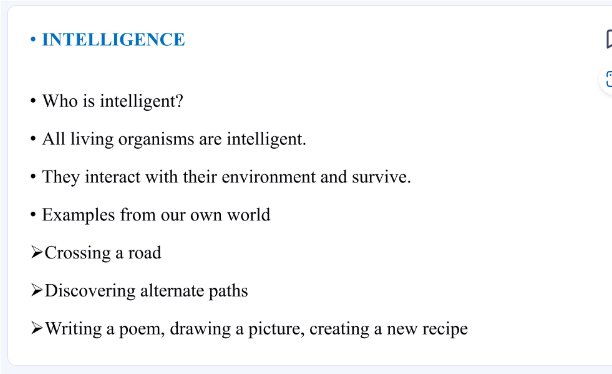 • INTELLIGENCE
• Who is intelligent?
• All living organisms are intelligent.
• They interact with their environment and survive.
• Examples from our own world
➢Crossing a road
➢Discovering alternate paths
➢Writing a poem, drawing a picture, creating a new recipe